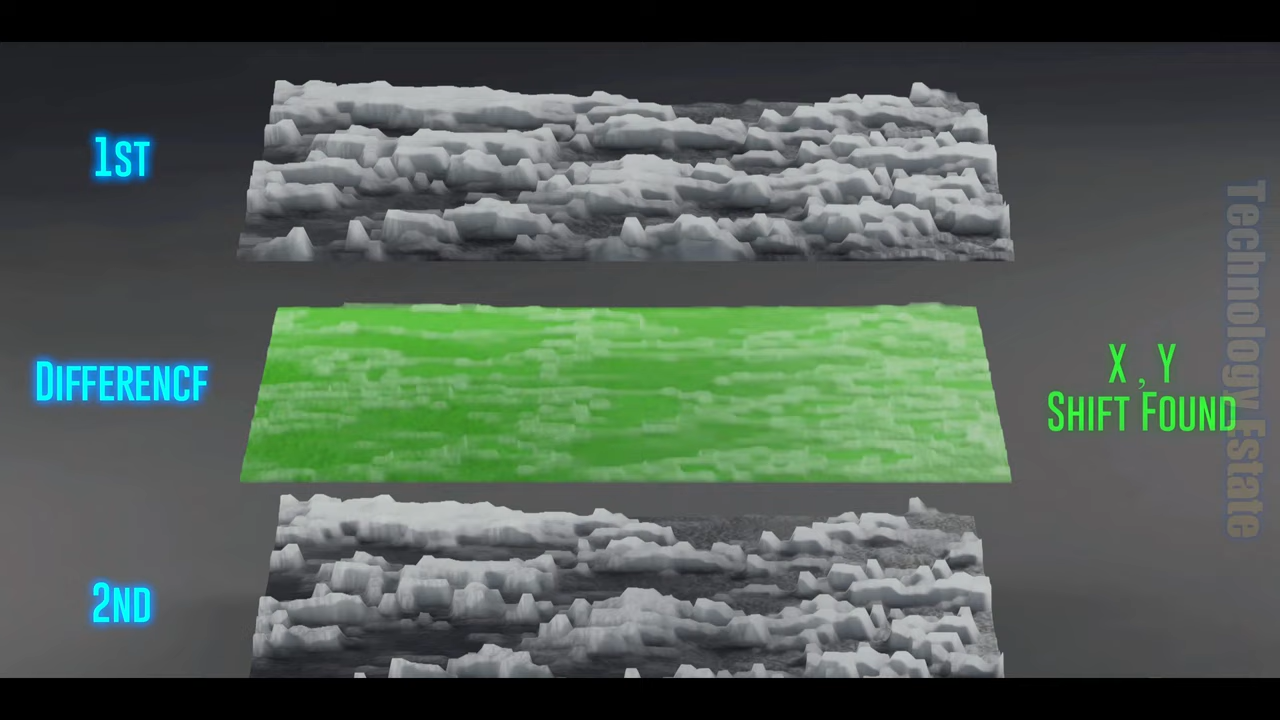 1st
Differencf
X , Y
Shift Found
2nd
Technology Estate